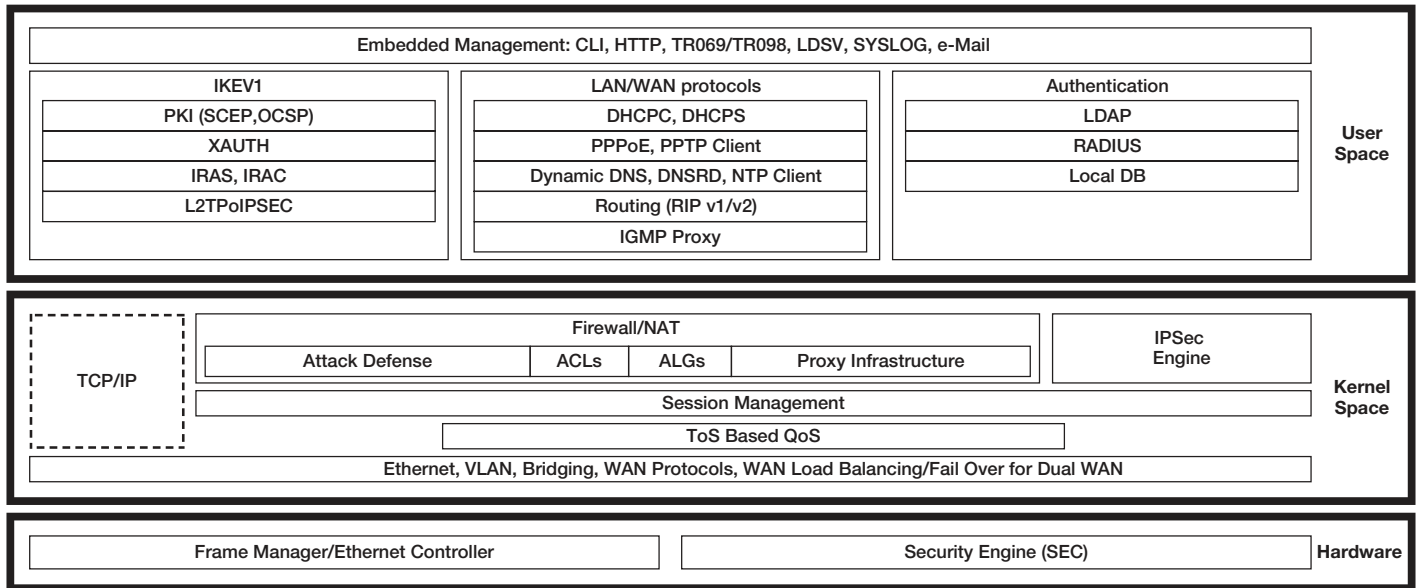 Embedded Management: CLI, HTTP, TR069/TR098, LDSV, SYSLOG, e-Mail
IKEV1
PKI (SCEP,OCSP)
XAUTH
IRAS, IRAC
L2TPoIPSEC
LAN/WAN protocols
DHCPC, DHCPS
PPPoE, PPTP Client
Dynamic DNS, DNSRD, NTP Client
Routing (RIP v1/v2)
IGMP Proxy
Authentication
LDAP
RADIUS
Local DB
User
Space
TCP/IP
Firewall/NAT
Attack Defense
ACLs
ALGs
Proxy Infrastructure
IPSec
Engine
Session Management
ToS Based QoS
Ethernet, VLAN, Bridging, WAN Protocols, WAN Load Balancing/Fail Over for Dual WAN
Kernel
Space
Frame Manager/Ethernet Controller
Security Engine (SEC)
Hardware